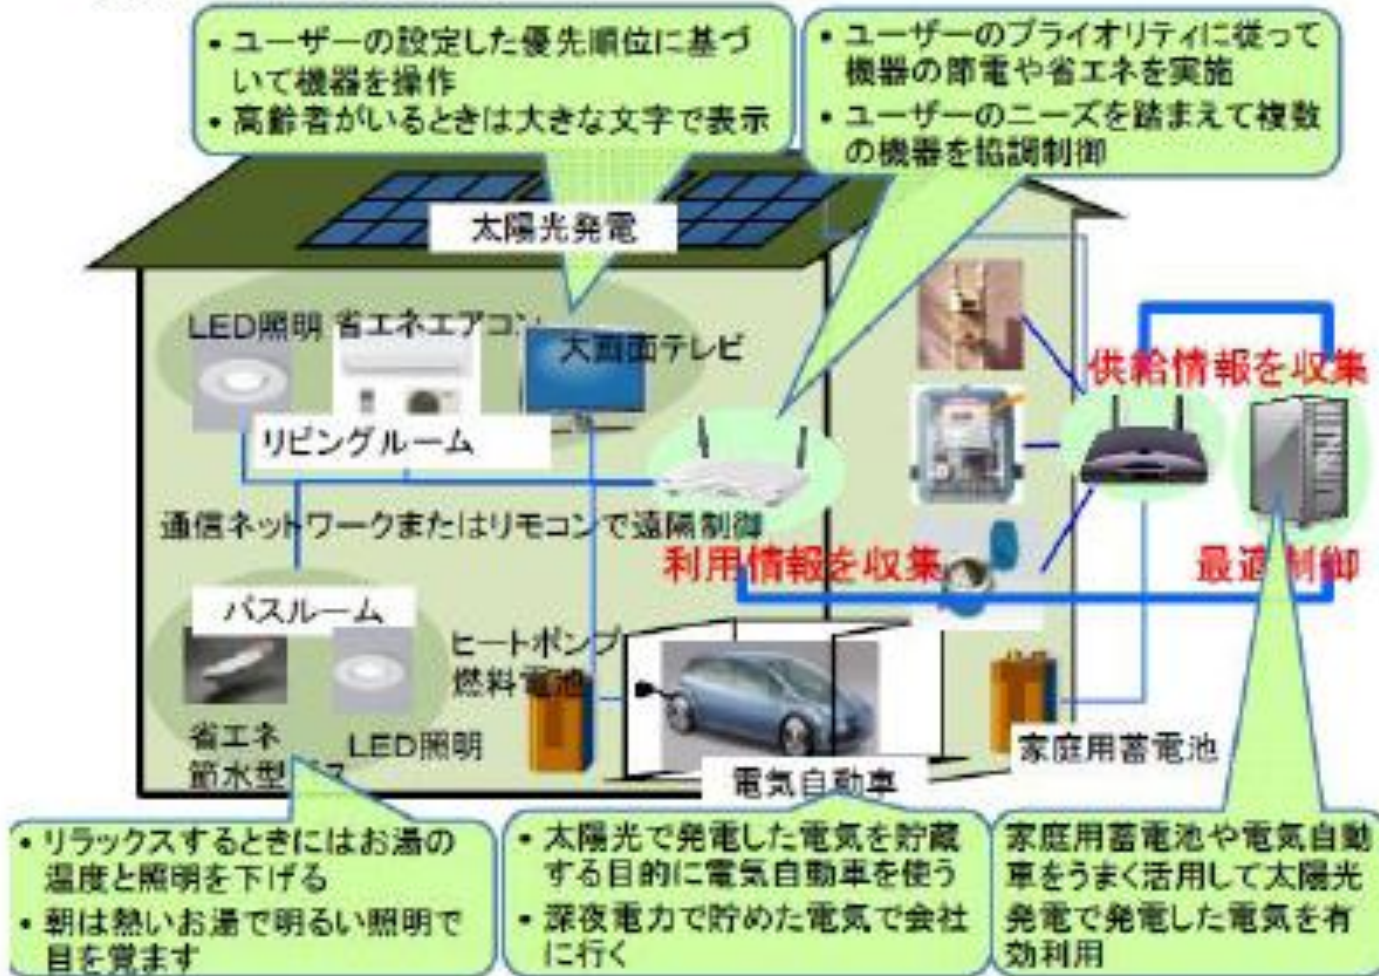 • ユーザーの設定した優先順位に基づ
いて機器を操作
• 高齢者がいるときは大きな文字で表示
• ユーザーのプライオリティに従って
機器の節電や省エネを実施
• ユーザーのニーズを踏まえて複数
の機器を協調制御
太陽光発電
LED照明
省エネエアコン
大画面テレビ
リビングルーム
供給情報を収集
通信ネットワークまたはリモコンで遠隔制御
利用情報を収集
最適制御
バスルーム
ヒートポンプ
燃料電池
省エネ
節水型バス
LED照明
電気自動車
家庭用蓄電池
• リラックスするときにはお湯の
温度と照明を下げる
• 朝は熱いお湯で明るい照明で
目を覚ます
• 太陽光で発電した電気を貯蔵
する目的に電気自動車を使う
• 深夜電力で貯めた電気で会社
に行く
家庭用蓄電池や電気自動
車をうまく活用して太陽光
発電で発電した電気を有
効利用